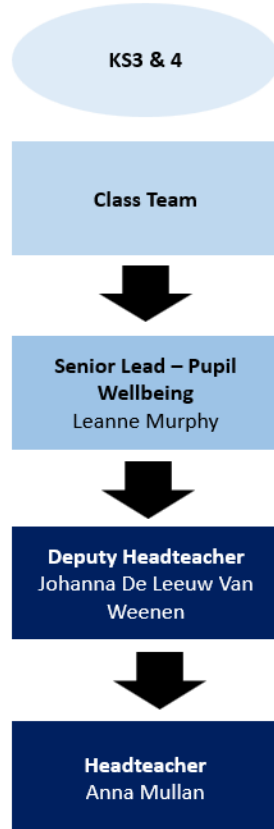 KS3 & 4
Class Team
Senior Lead – Pupil
Wellbeing
Leanne Murphy
Deputy Headteacher
Johanna De Leeuw Van
Weenen
Headteacher
Anna Mullan